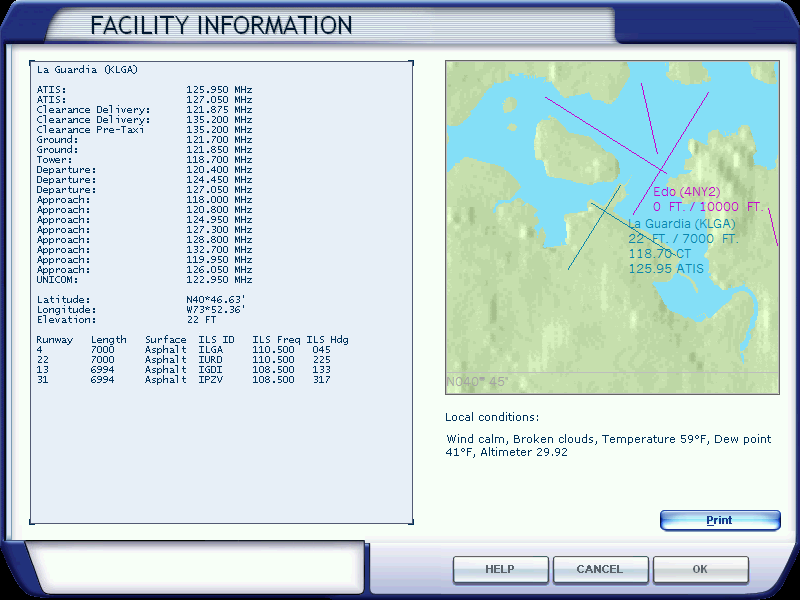 FACILITY INFORMATION
La Guardia (KLGA)
ATIS: 125.950 MHz
ATIS: 127.050 MHz
Clearance Delivery: 121.875 MHz
Clearance Delivery: 135.200 MHz
Clearance Pre-Taxi 135.200 MHz
Ground: 121.700 MHz
Ground: 121.850 MHz
Tower: 118.700 MHz
Departure: 120.400 MHz
Departure: 124.450 MHz
Departure: 127.050 MHz
Approach: 118.000 MHz
Approach: 120.800 MHz
Approach: 124.950 MHz
Approach: 127.300 MHz
Approach: 128.800 MHz
Approach: 132.700 MHz
Approach: 119.950 MHz
Approach: 126.050 MHz
UNICOM: 122.950 MHz
Latitude: N40*46.63'
Longitude: W73*52.36'
Elevation: 22 FT
Runway Length Surface ILS ID ILS Freq ILS Hdg
4 7000 Asphalt ILGA 110.500 045
22 7000 Asphalt IURD 110.500 225
13 6994 Asphalt IGDI 108.500 133
31 6994 Asphalt IPZV 108.500 317
Edo (4NY2)
0 FT. / 10000 FT.
La Guardia (KLGA)
22 FT. / 7000 FT.
118.70 CT
125.95 ATIS
N040° 45'
Local conditions:
Wind calm, Broken clouds, Temperature 59°F, Dew point
41°F, Altimeter 29.92
Print
HELP
CANCEL
OK